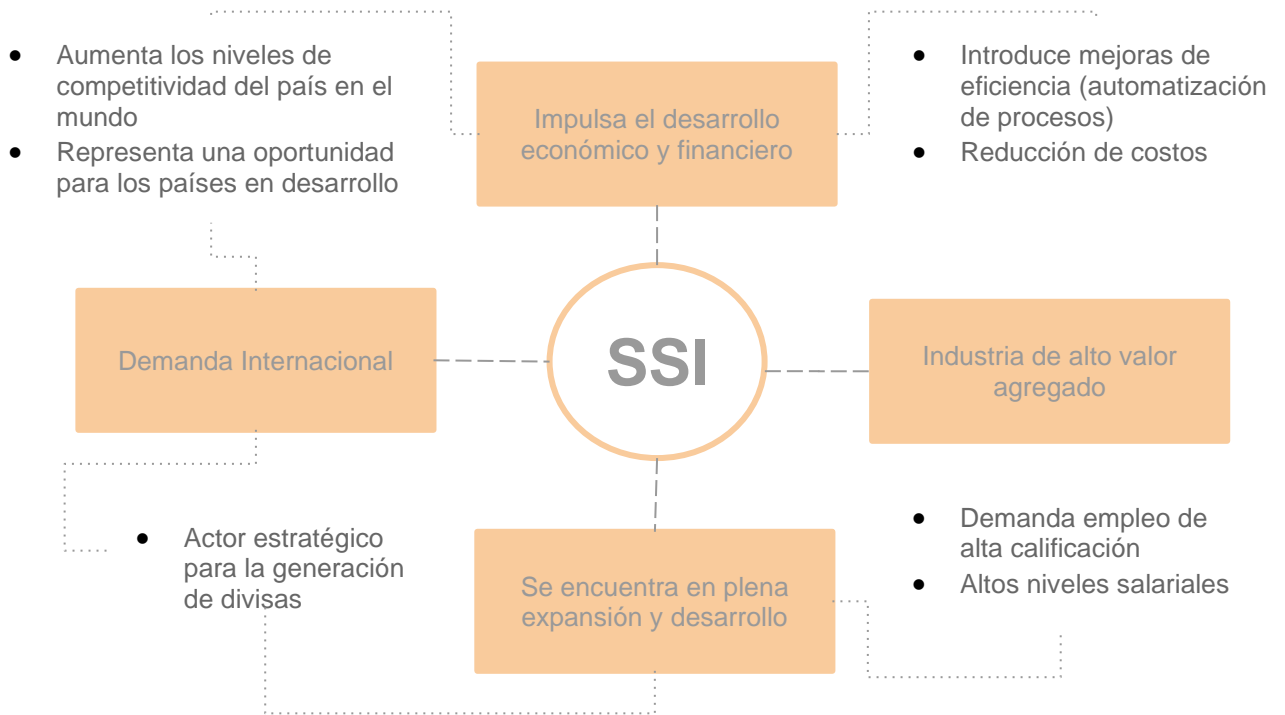 ● Aumenta los niveles de
competitividad del país en el
mundo
● Representa una oportunidad
para los países en desarrollo
Impulsa el desarrollo
económico y financiero
● Introduce mejoras de
eficiencia (automatización
de procesos)
● Reducción de costos
Demanda Internacional
SSI
Industria de alto valor
agregado
● Actor estratégico
para la generación
de divisas
Se encuentra en plena
expansión y desarrollo
● Demanda empleo de
alta calificación
● Altos niveles salariales